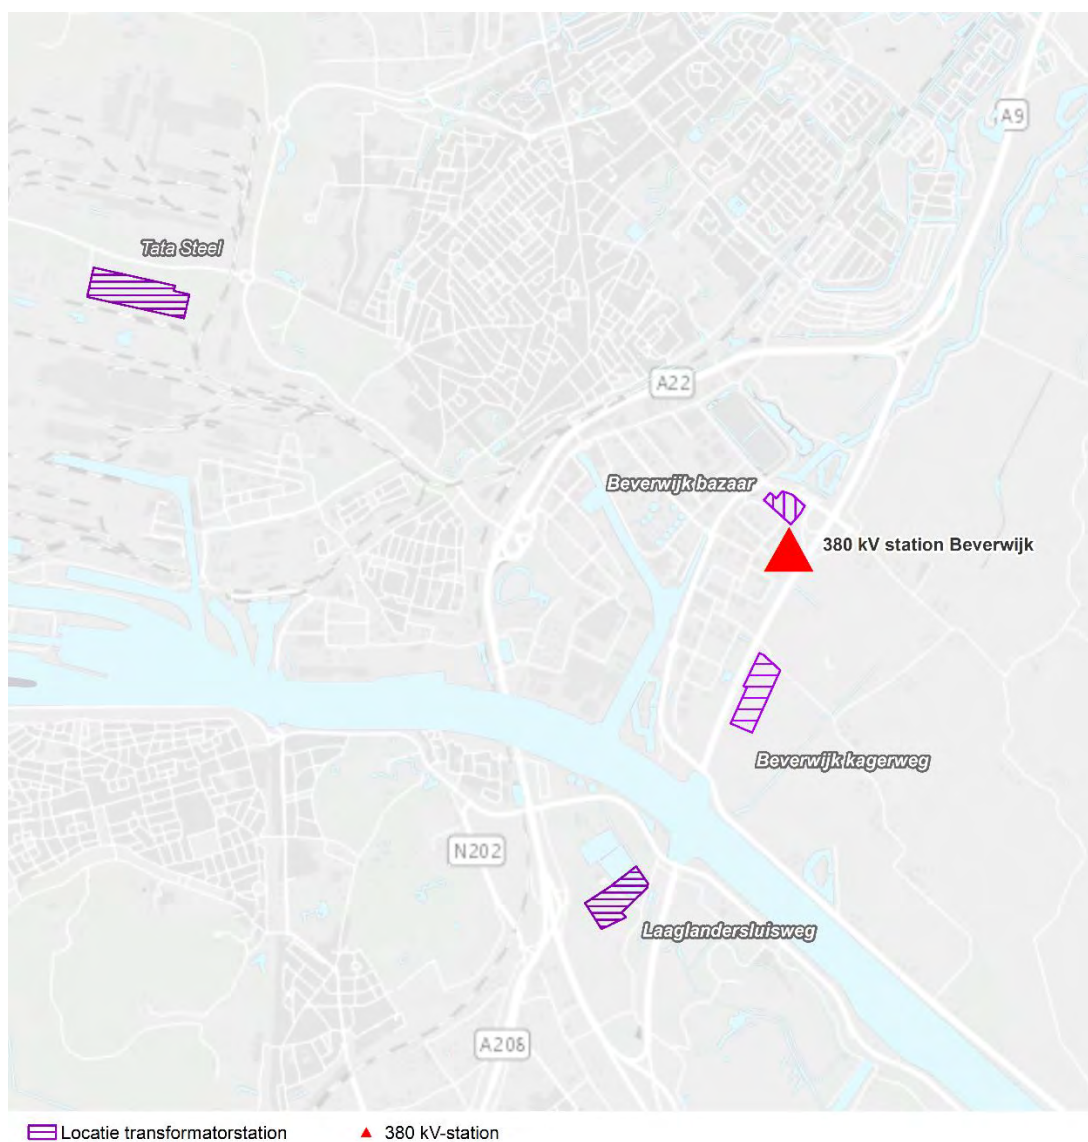 A9
Tata Steel
A22
Beverwijk bazaar
380 kV station Beverwijk
Beverwijk kagerweg
N202
Laaglandersluisweg
A208
Locatie transformatorstation
380 kV-station